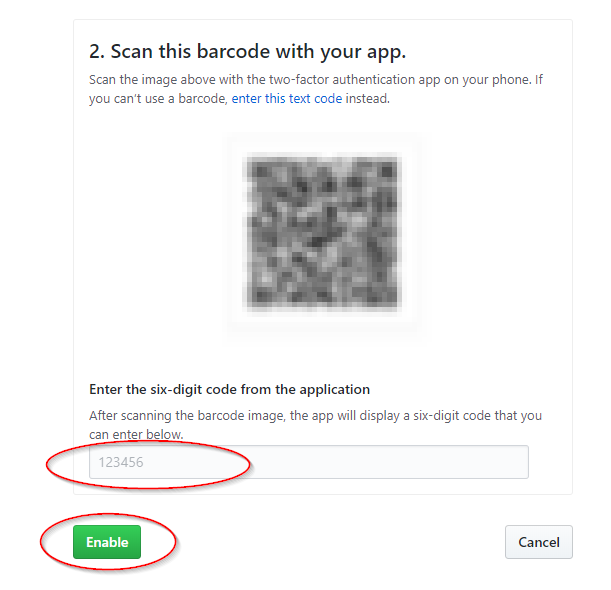 2. Scan this barcode with your app.
Scan the image above with the two-factor authentication app on your phone. If
you can't use a barcode, enter this text code instead.
Enter the six-digit code from the application
After scanning the barcode image, the app will display a six-digit code that you
can enter below.
123456
Enable
Cancel